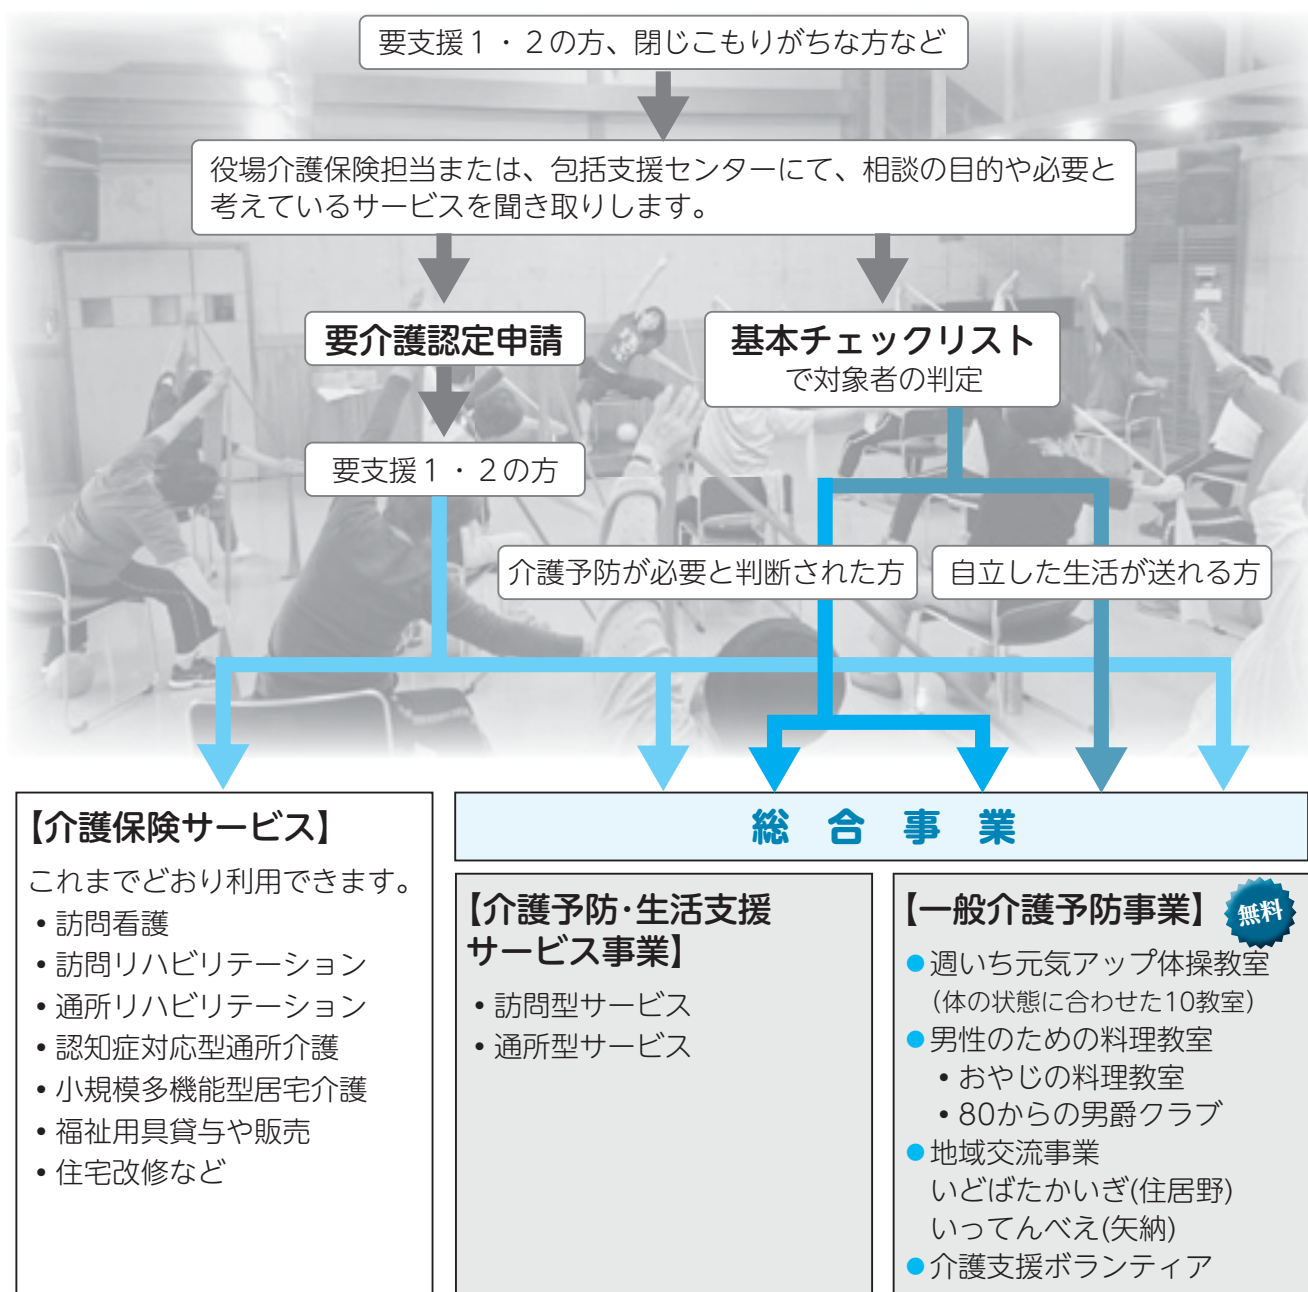 要支援1・2の方、閉じこもりがちな方など
役場介護保険担当または、包括支援センターにて、相談の目的や必要と
考えているサービスを聞き取りします。
要介護認定申請
基本チェックリスト
で対象者の判定
要支援1・2の方
介護予防が必要と判断された方
自立した生活が送れる方
【介護保険サービス】
これまでどおり利用できます。
・訪問看護
・訪問リハビリテーション
・通所リハビリテーション
・認知症対応型通所介護
・小規模多機能型居宅介護
・福祉用具貸与や販売
・住宅改修など
総合事業
【介護予防・生活支援
サービス事業】
・訪問型サービス
・通所型サービス
【一般介護予防事業】
無料
●週いち元気アップ体操教室
（体の状態に合わせた10教室）
●男性のための料理教室
・おやじの料理教室
・80からの男爵クラブ
●地域交流事業
いどばたかいぎ(住居野)
いってんべえ(矢納)
●介護支援ボランティア